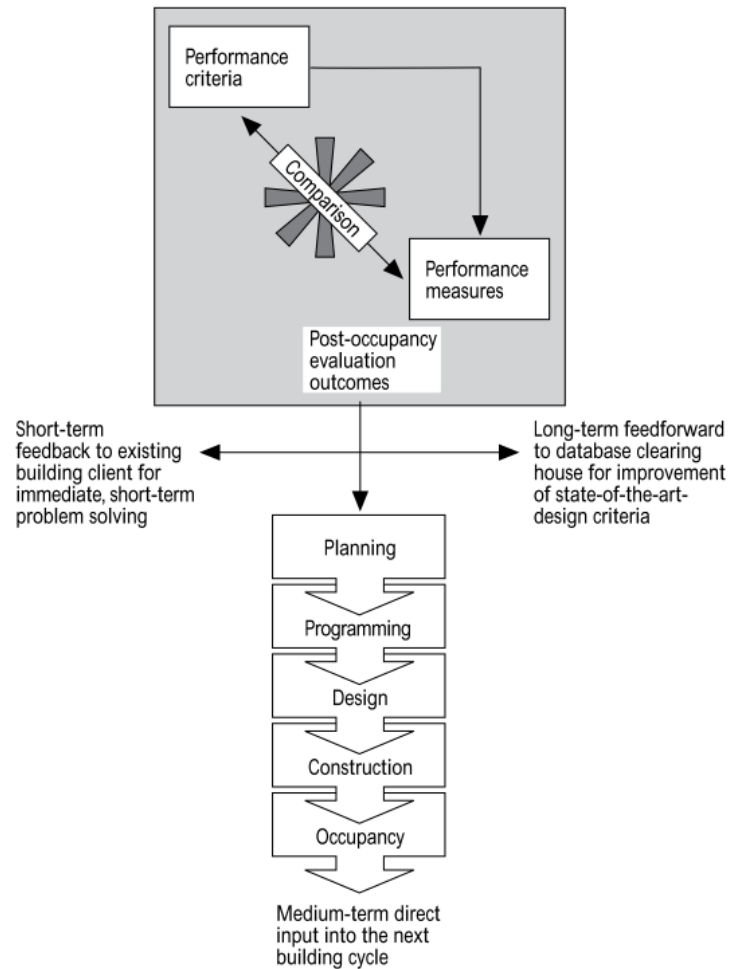 Performance
criteria
Comparison
Performance
measures
Post-occupancy
evaluation
outcomes
Short-term
feedback to existing
building client for
immediate, short-term
problem solving
Long-term feedforward
to database clearing
house for improvement
of state-of-the-art-
design criteria
Planning
Programming
Design
Construction
Occupancy
Medium-term direct
input into the next
building cycle